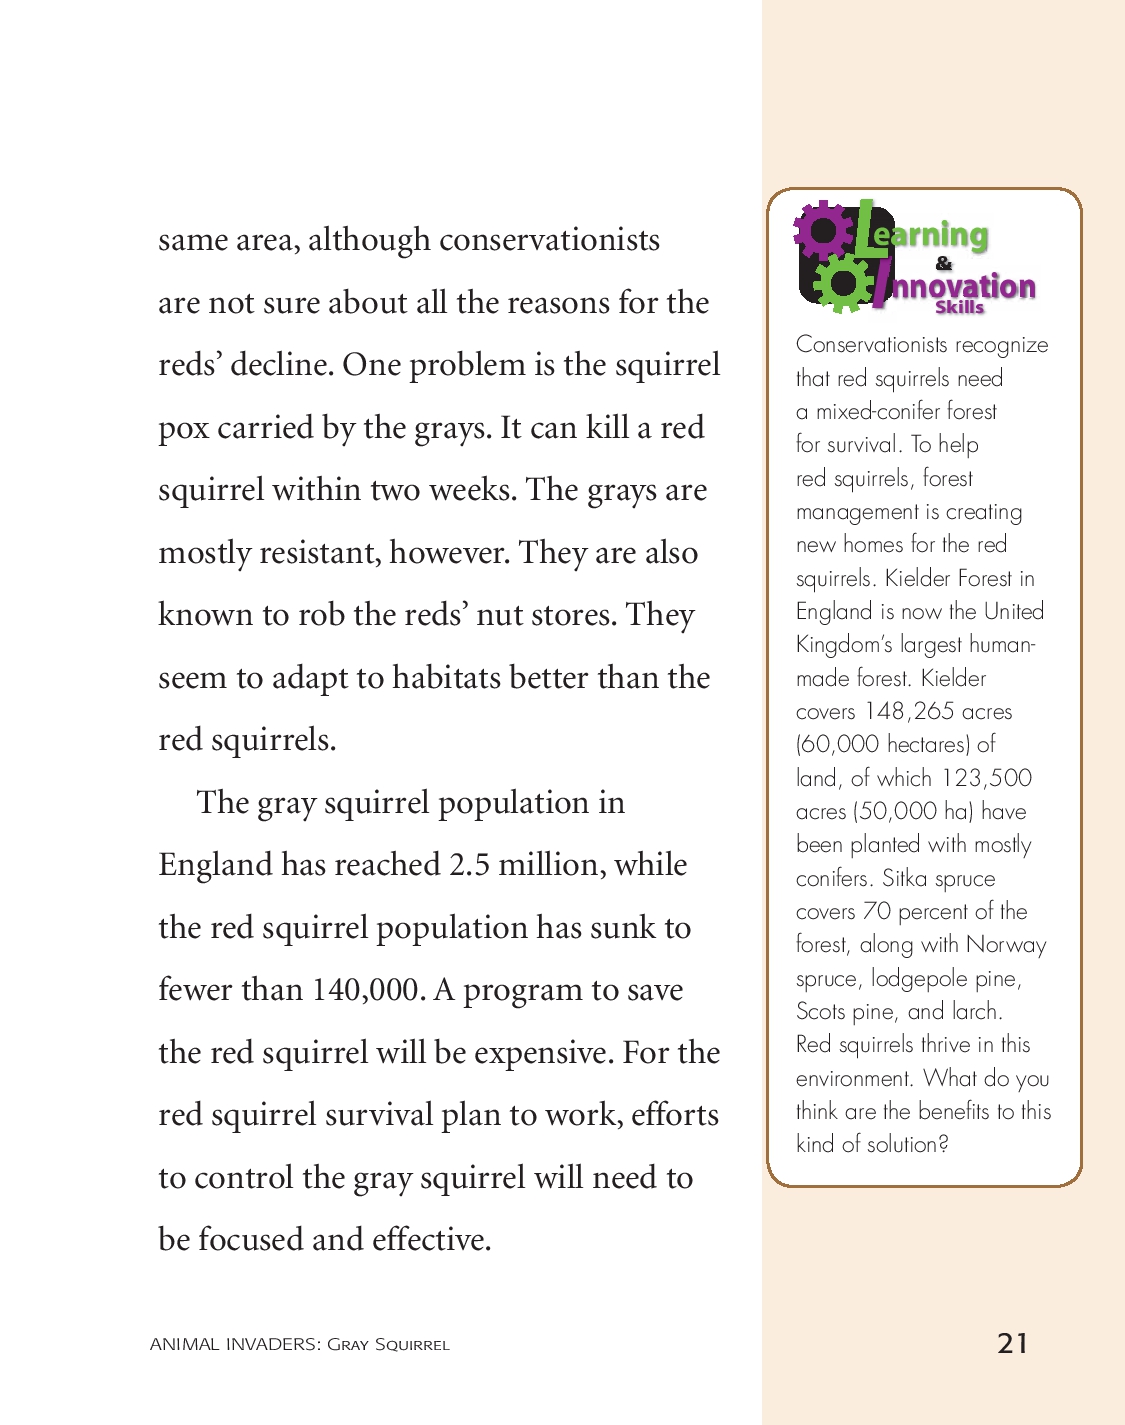 same area, although conservationists
are not sure about all the reasons for the
reds’ decline. One problem is the squirrel
pox carried by the grays. It can kill a red
squirrel within two weeks. The grays are
mostly resistant, however. They are also
known to rob the reds’ nut stores. They
seem to adapt to habitats better than the
red squirrels.
The gray squirrel population in
England has reached 2.5 million, while
the red squirrel population has sunk to
fewer than 140,000. A program to save
the red squirrel will be expensive. For the
red squirrel survival plan to work, efforts
to control the gray squirrel will need to
be focused and effective.
Learning
&
Innovation
Skills
Conservationists recognize
that red squirrels need
a mixed-conifer forest
for survival. To help
red squirrels, forest
management is creating
new homes for the red
squirrels. Kielder Forest in
England is now the United
Kingdom’s largest human-
made forest. Kielder
covers 148,265 acres
(60,000 hectares) of
land, of which 123,500
acres (50,000 ha) have
been planted with mostly
conifers. Sitka spruce
covers 70 percent of the
forest, along with Norway
spruce, lodgepole pine,
Scots pine, and larch.
Red squirrels thrive in this
environment. What do you
think are the benefits to this
kind of solution?
ANIMAL INVADERS: Gray Squirrel
21